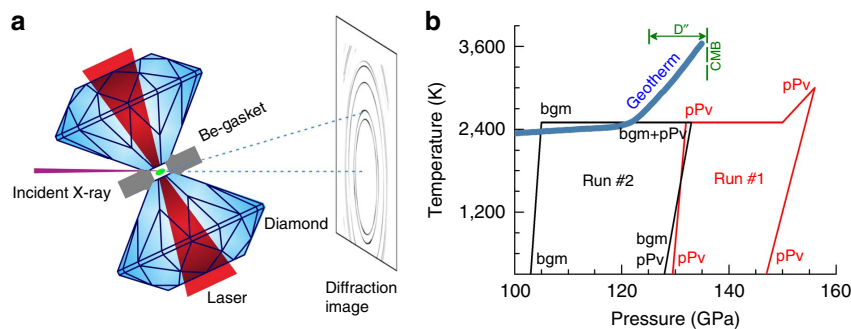 a
Be-gasket
Incident X-ray
Diamond
Laser
Diffraction
image
b
Temperature (K)
3,600
2,400
1,200
D″
CMB
Geotherm
bgm
pPv
pPv
bgm+pPv
Run #2
Run #1
bgm
bgm
pPv
pPv
pPv
100
120
140
160
Pressure (GPa)